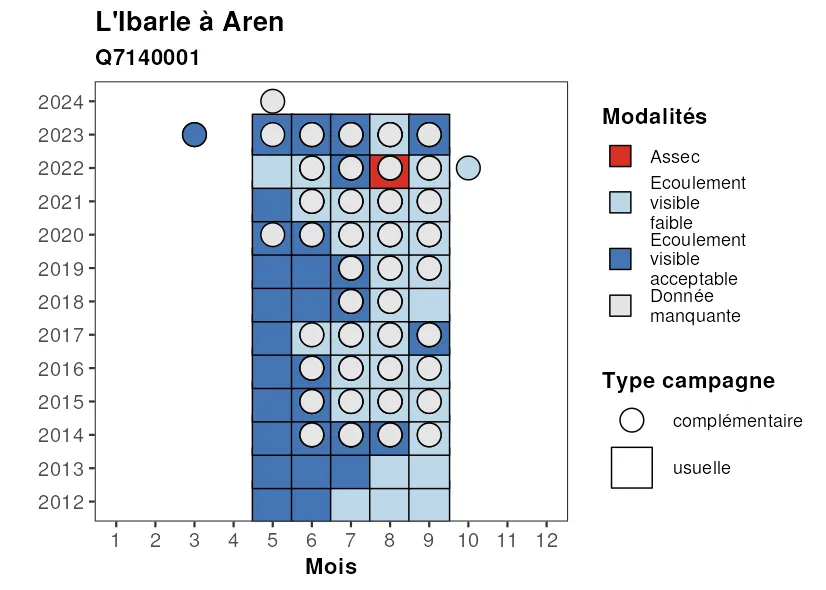 L'Ibarle à Aren
Q7140001
2024
2023
2022
2021
2020
2019
2018
2017
2016
2015
2014
2013
2012
1 2 3 4 5 6 7 8 9 10 11 12
Mois
Modalités
Assec
Ecoulement
visible
faible
Ecoulement
visible
acceptable
Donnée
manquante
Type campagne
complémentaire
usuelle